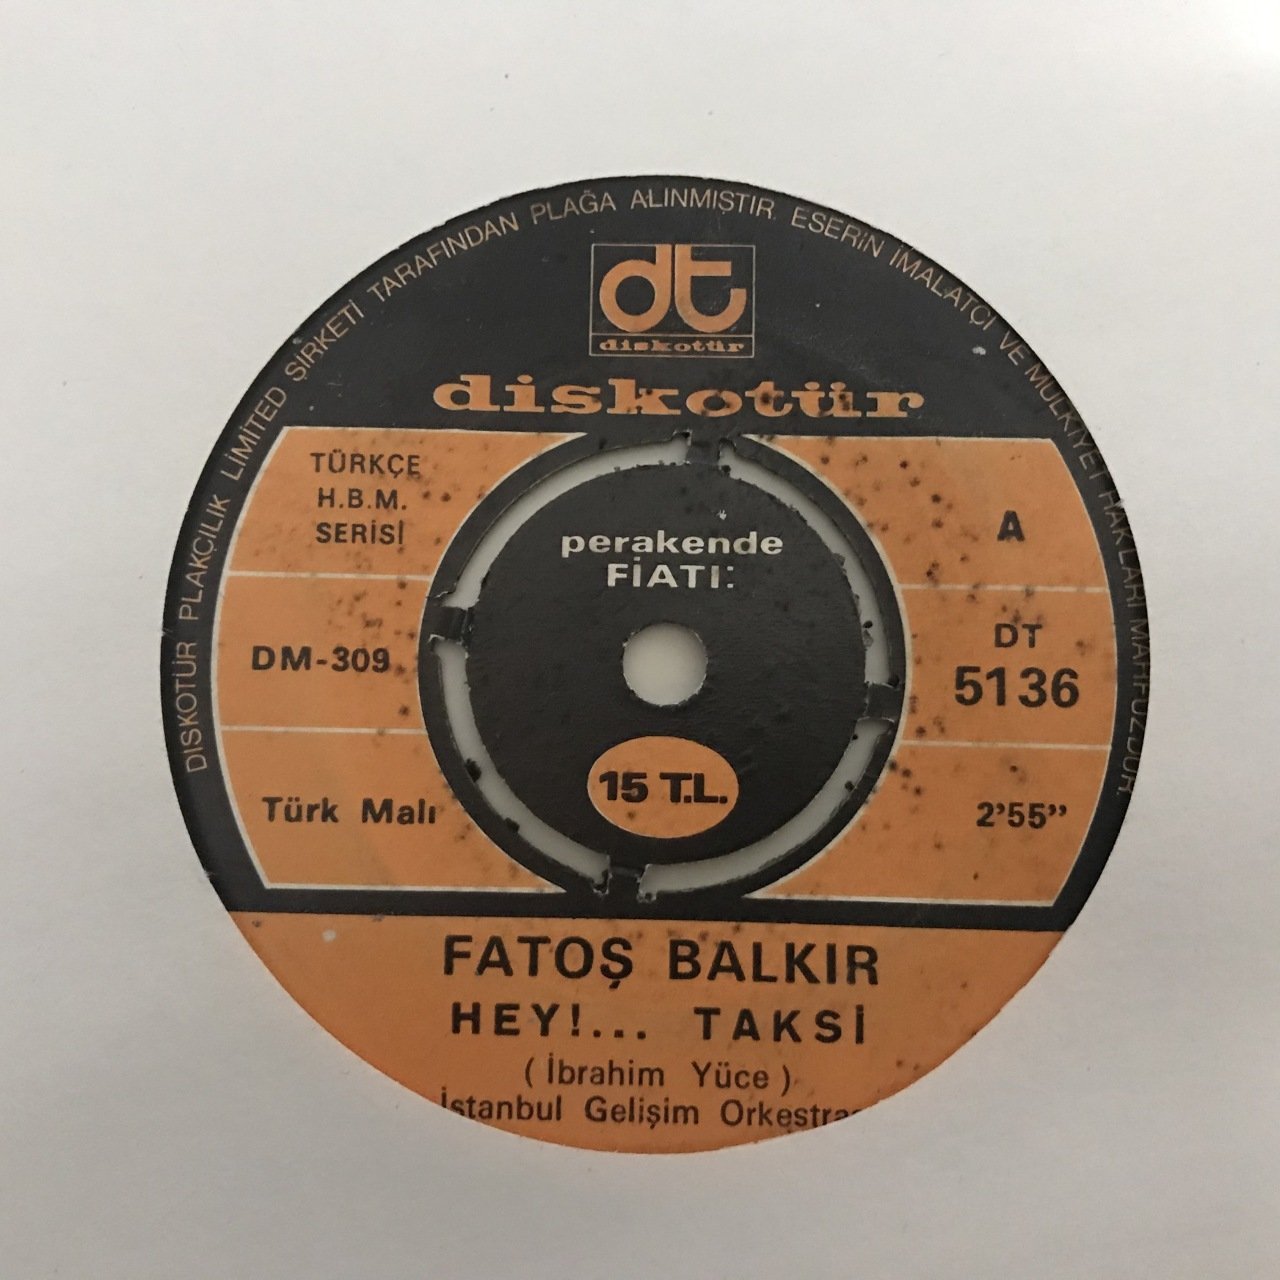 DISKOTÜR PLAKÇILIK LİMİTED ŞİRKETİ TARAFINDAN PLAĞA ALINMIŞTIR. ESERİN İMALATÇI VE MÜLKİYET HAKLARI MAHFUZDUR
dt
diskotür
diskotür
TÜRKÇE
H.B.M.
SERİSİ
DM-309
Türk Malı
perakende
FİATI:
15 T.L.
A
DT
5136
2'55''
FATOŞ BALKIR
HEY!... TAKSİ
(İbrahim Yüce)
İstanbul Gelişim Orkestra